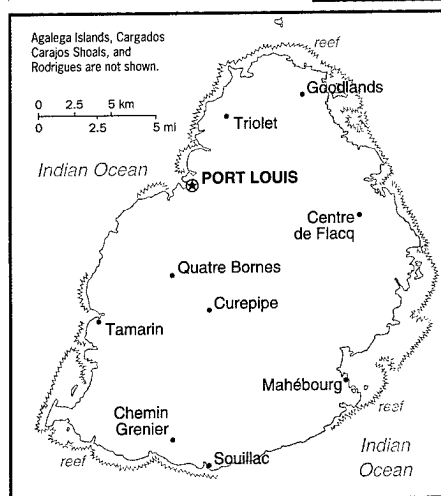 Agalega Islands, Cargados
Carajos Shoals, and
Rodrigues are not shown.
0 2.5 5 km
0 2.5 5 mi
reef
Goodlands
Triolet
Indian Ocean
PORT LOUIS
Centre
de Flacq
Quatre Bornes
Curepipe
Tamarin
Mahébourg
reef
Chemin
Grenier
Souillac
reef
Indian
Ocean